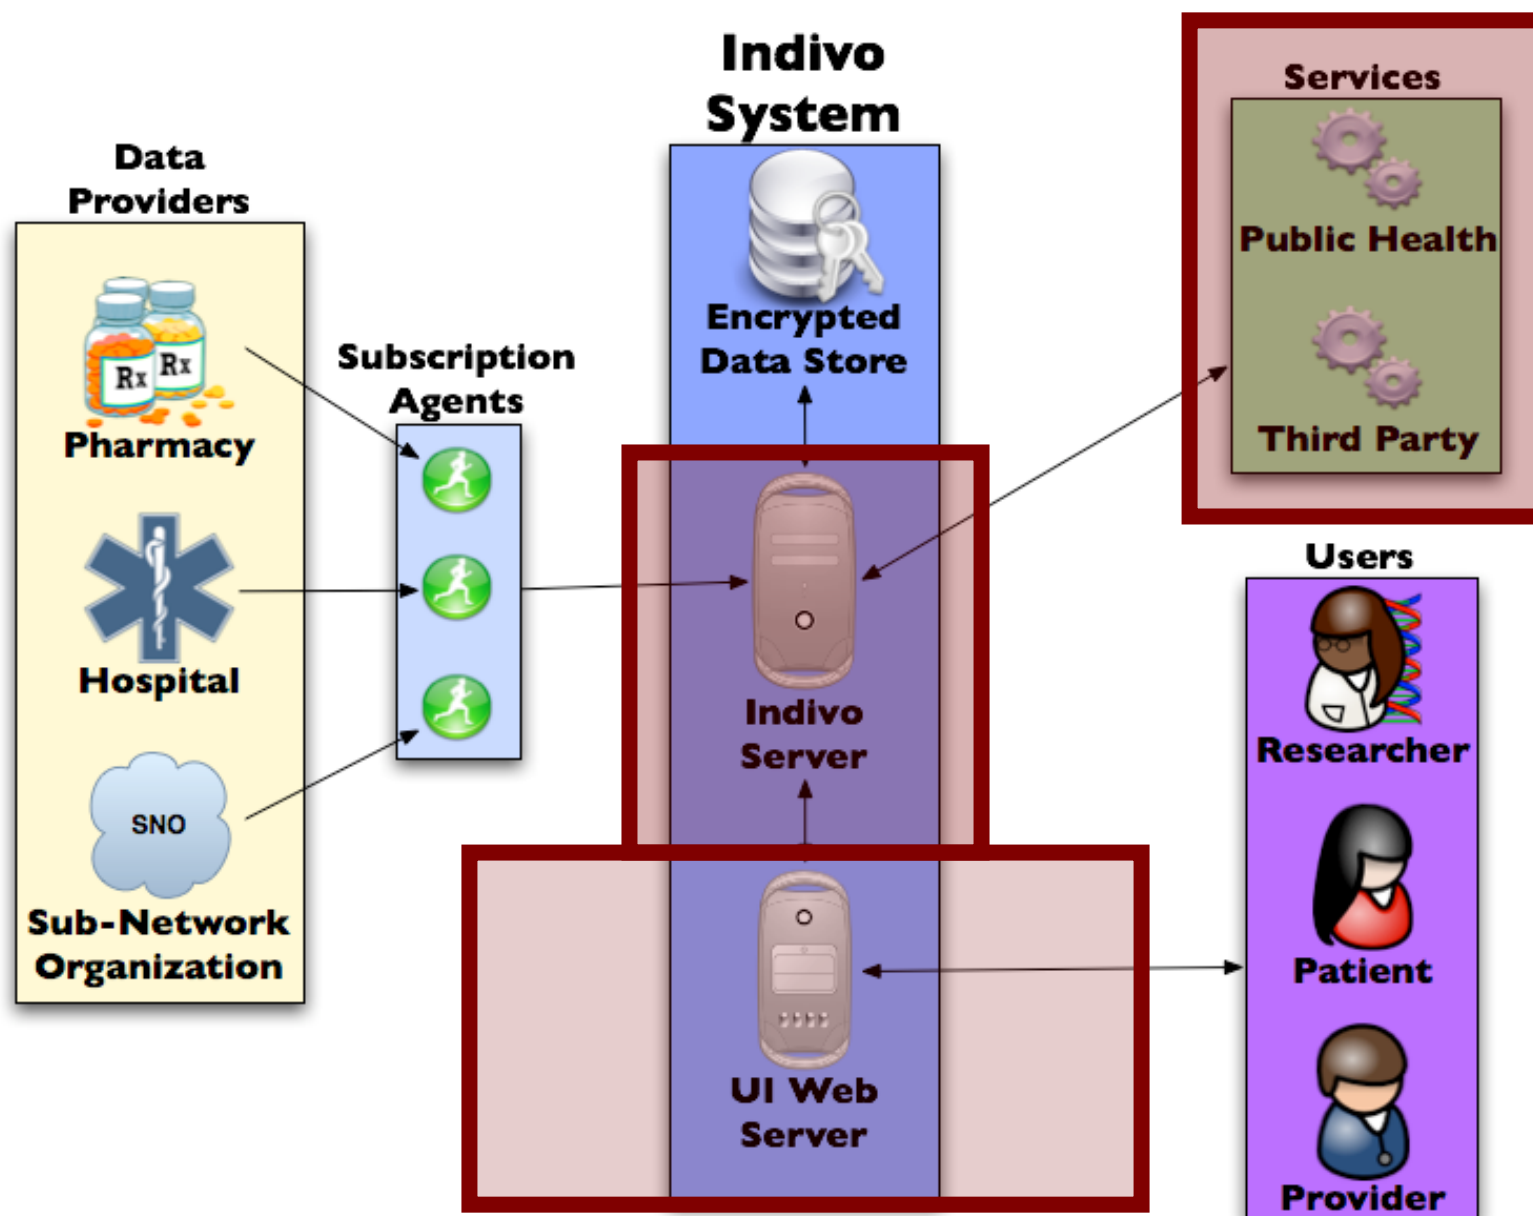 Indivo
System
Data
Providers
Rx
Rx
Pharmacy
Hospital
SNO
Sub-Network
Organization
Subscription
Agents
Encrypted
Data Store
Indivo
Server
UI Web
Server
Services
Public Health
Third Party
Users
Researcher
Patient
Provider